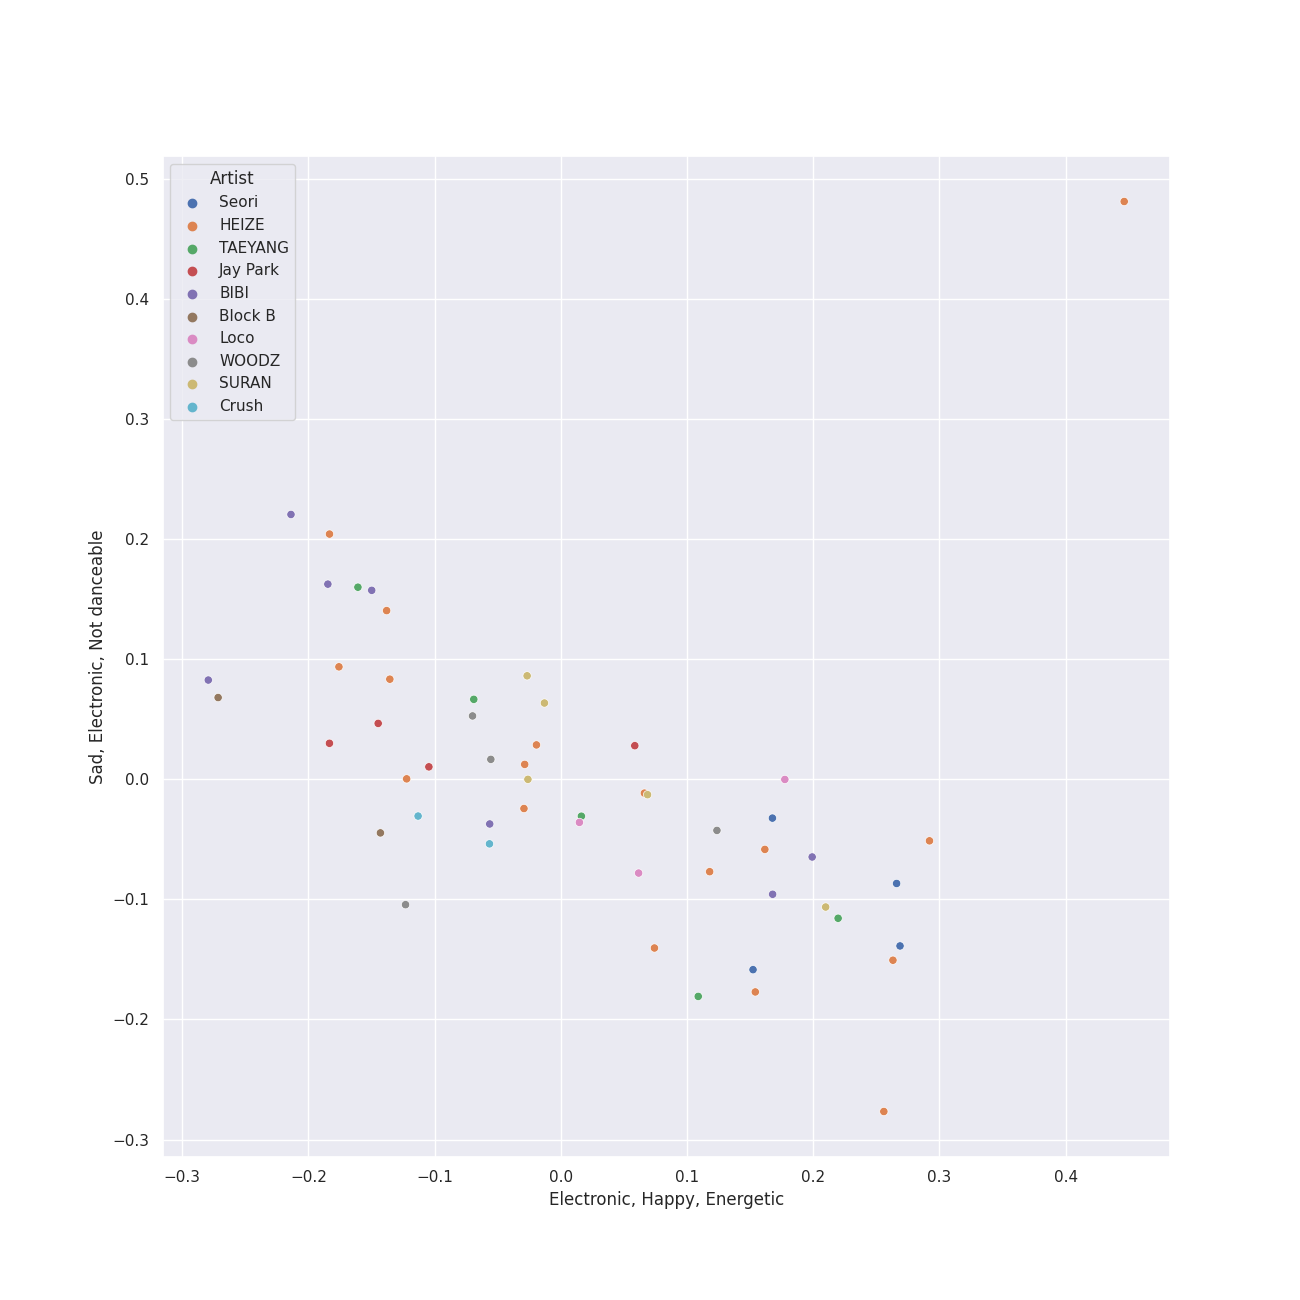 Artist
Seori
HEIZE
TAEYANG
Jay Park
BIBI
Block B
Loco
WOODZ
SURAN
Crush
0.5
0.4
0.3
0.2
0.1
0.0
−0.1
−0.2
−0.3
Sad, Electronic, Not danceable
−0.3 −0.2 −0.1 0.0 0.1 0.2 0.3 0.4
Electronic, Happy, Energetic